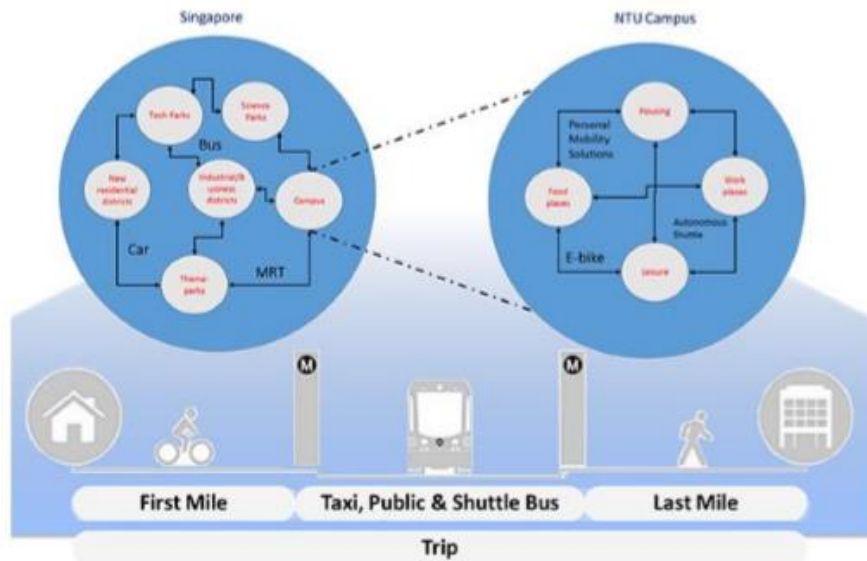 Singapore
NTU Campus
Tech Parks
Science
Parks
Bus
New
residential
districts
Industrial/B
usiness
districts
Campus
Car
Theme
parks
MRT
Housing
Personal
Mobility
Solutions
Food
places
Work
places
Autonomous
Shuttle
E-bike
Leisure
M
M
First Mile
Taxi, Public & Shuttle Bus
Last Mile
Trip